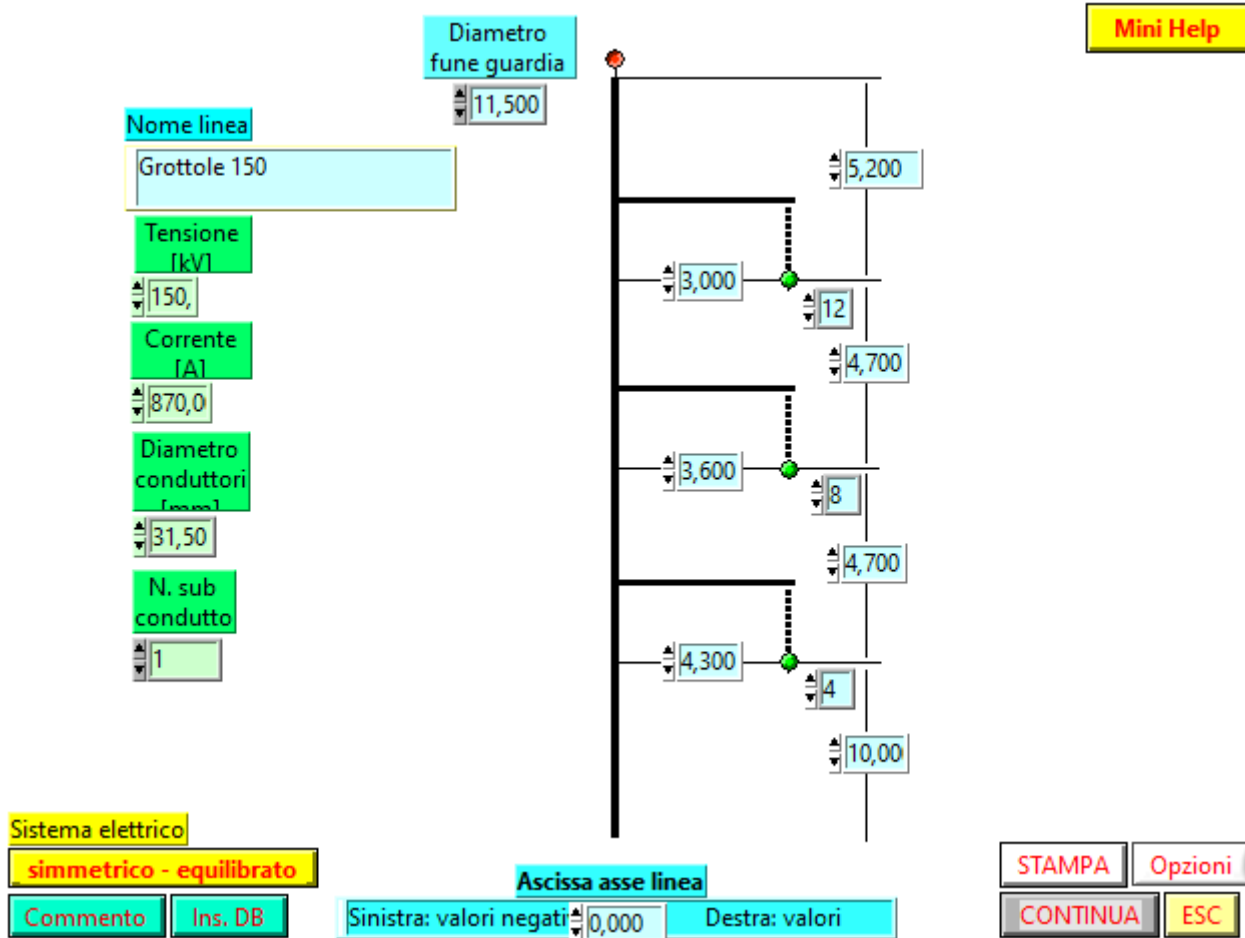 Mini Help
Diametro
fune guardia
11,500
Nome linea
Grottole 150
5,200
Tensione
[kV]
150,
3,000
12
Corrente
[A]
870,0
4,700
Diametro
conduttori
[mm]
31,50
3,600
8
4,700
N. sub
condutto
1
4,300
4
10,00
Sistema elettrico
simmetrico - equilibrato
Commento
Ins. DB
Ascissa asse linea
Sinistra: valori negati
0,000
Destra: valori
STAMPA
Opzioni
CONTINUA
ESC